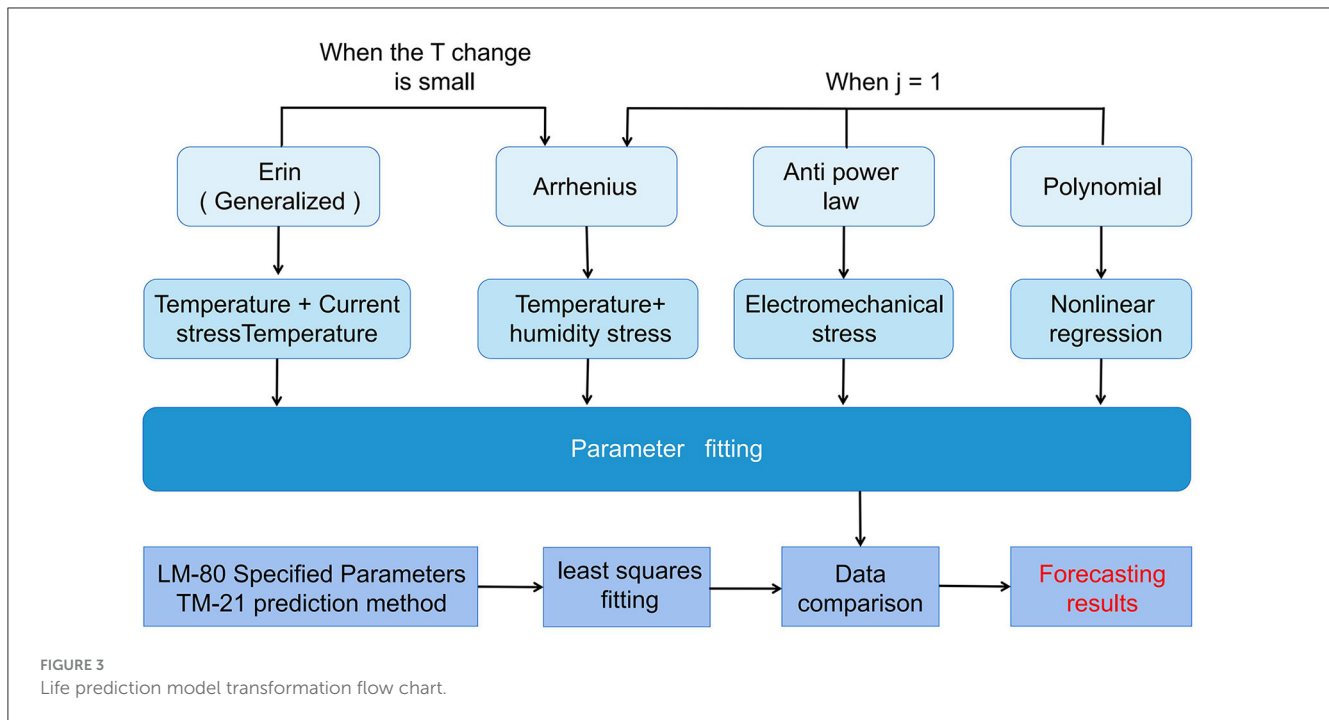 When the T change
is small
When j = 1
Erin
( Generalized )
Arrhenius
Anti power
law
Polynomial
Temperature + Current
stressTemperature
Temperature+
humidity stress
Electromechanical
stress
Nonlinear
regression
Parameter fitting
LM-80 Specified Parameters
TM-21 prediction method
least squares
fitting
Data
comparison
Forecasting
results
FIGURE 3
Life prediction model transformation flow chart.